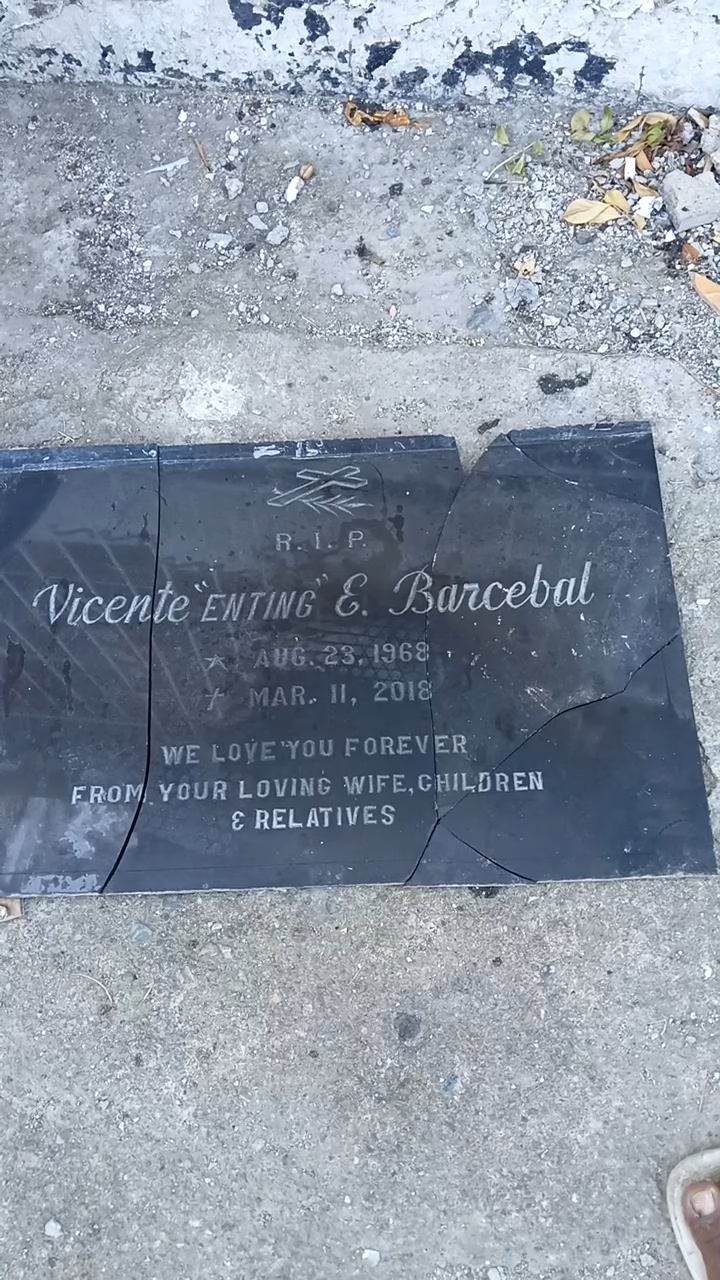 R. I. P.
Vicente "ENTING" E. Barcebal
AUG. 23, 1968
MAR. 11, 2018
WE LOVE YOU FOREVER
FROM YOUR LOVING WIFE, CHILDREN
& RELATIVES